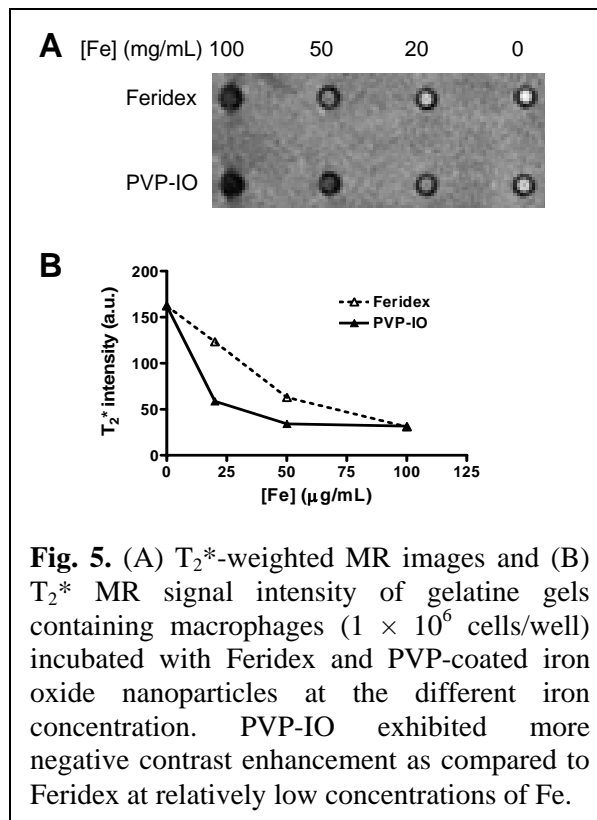 A [Fe] (mg/mL) 100 50 20 0
Feridex
PVP-IO
B
200
150
100
50
0
T2* intensity (a.u.)
Feridex
PVP-IO
0 25 50 75 100 125
[Fe] (μg/mL)
Fig. 5. (A) T2*-weighted MR images and (B)
T2* MR signal intensity of gelatine gels
containing macrophages (1 × 10⁶ cells/well)
incubated with Feridex and PVP-coated iron
oxide nanoparticles at the different iron
concentration. PVP-IO exhibited more
negative contrast enhancement as compared to
Feridex at relatively low concentrations of Fe.